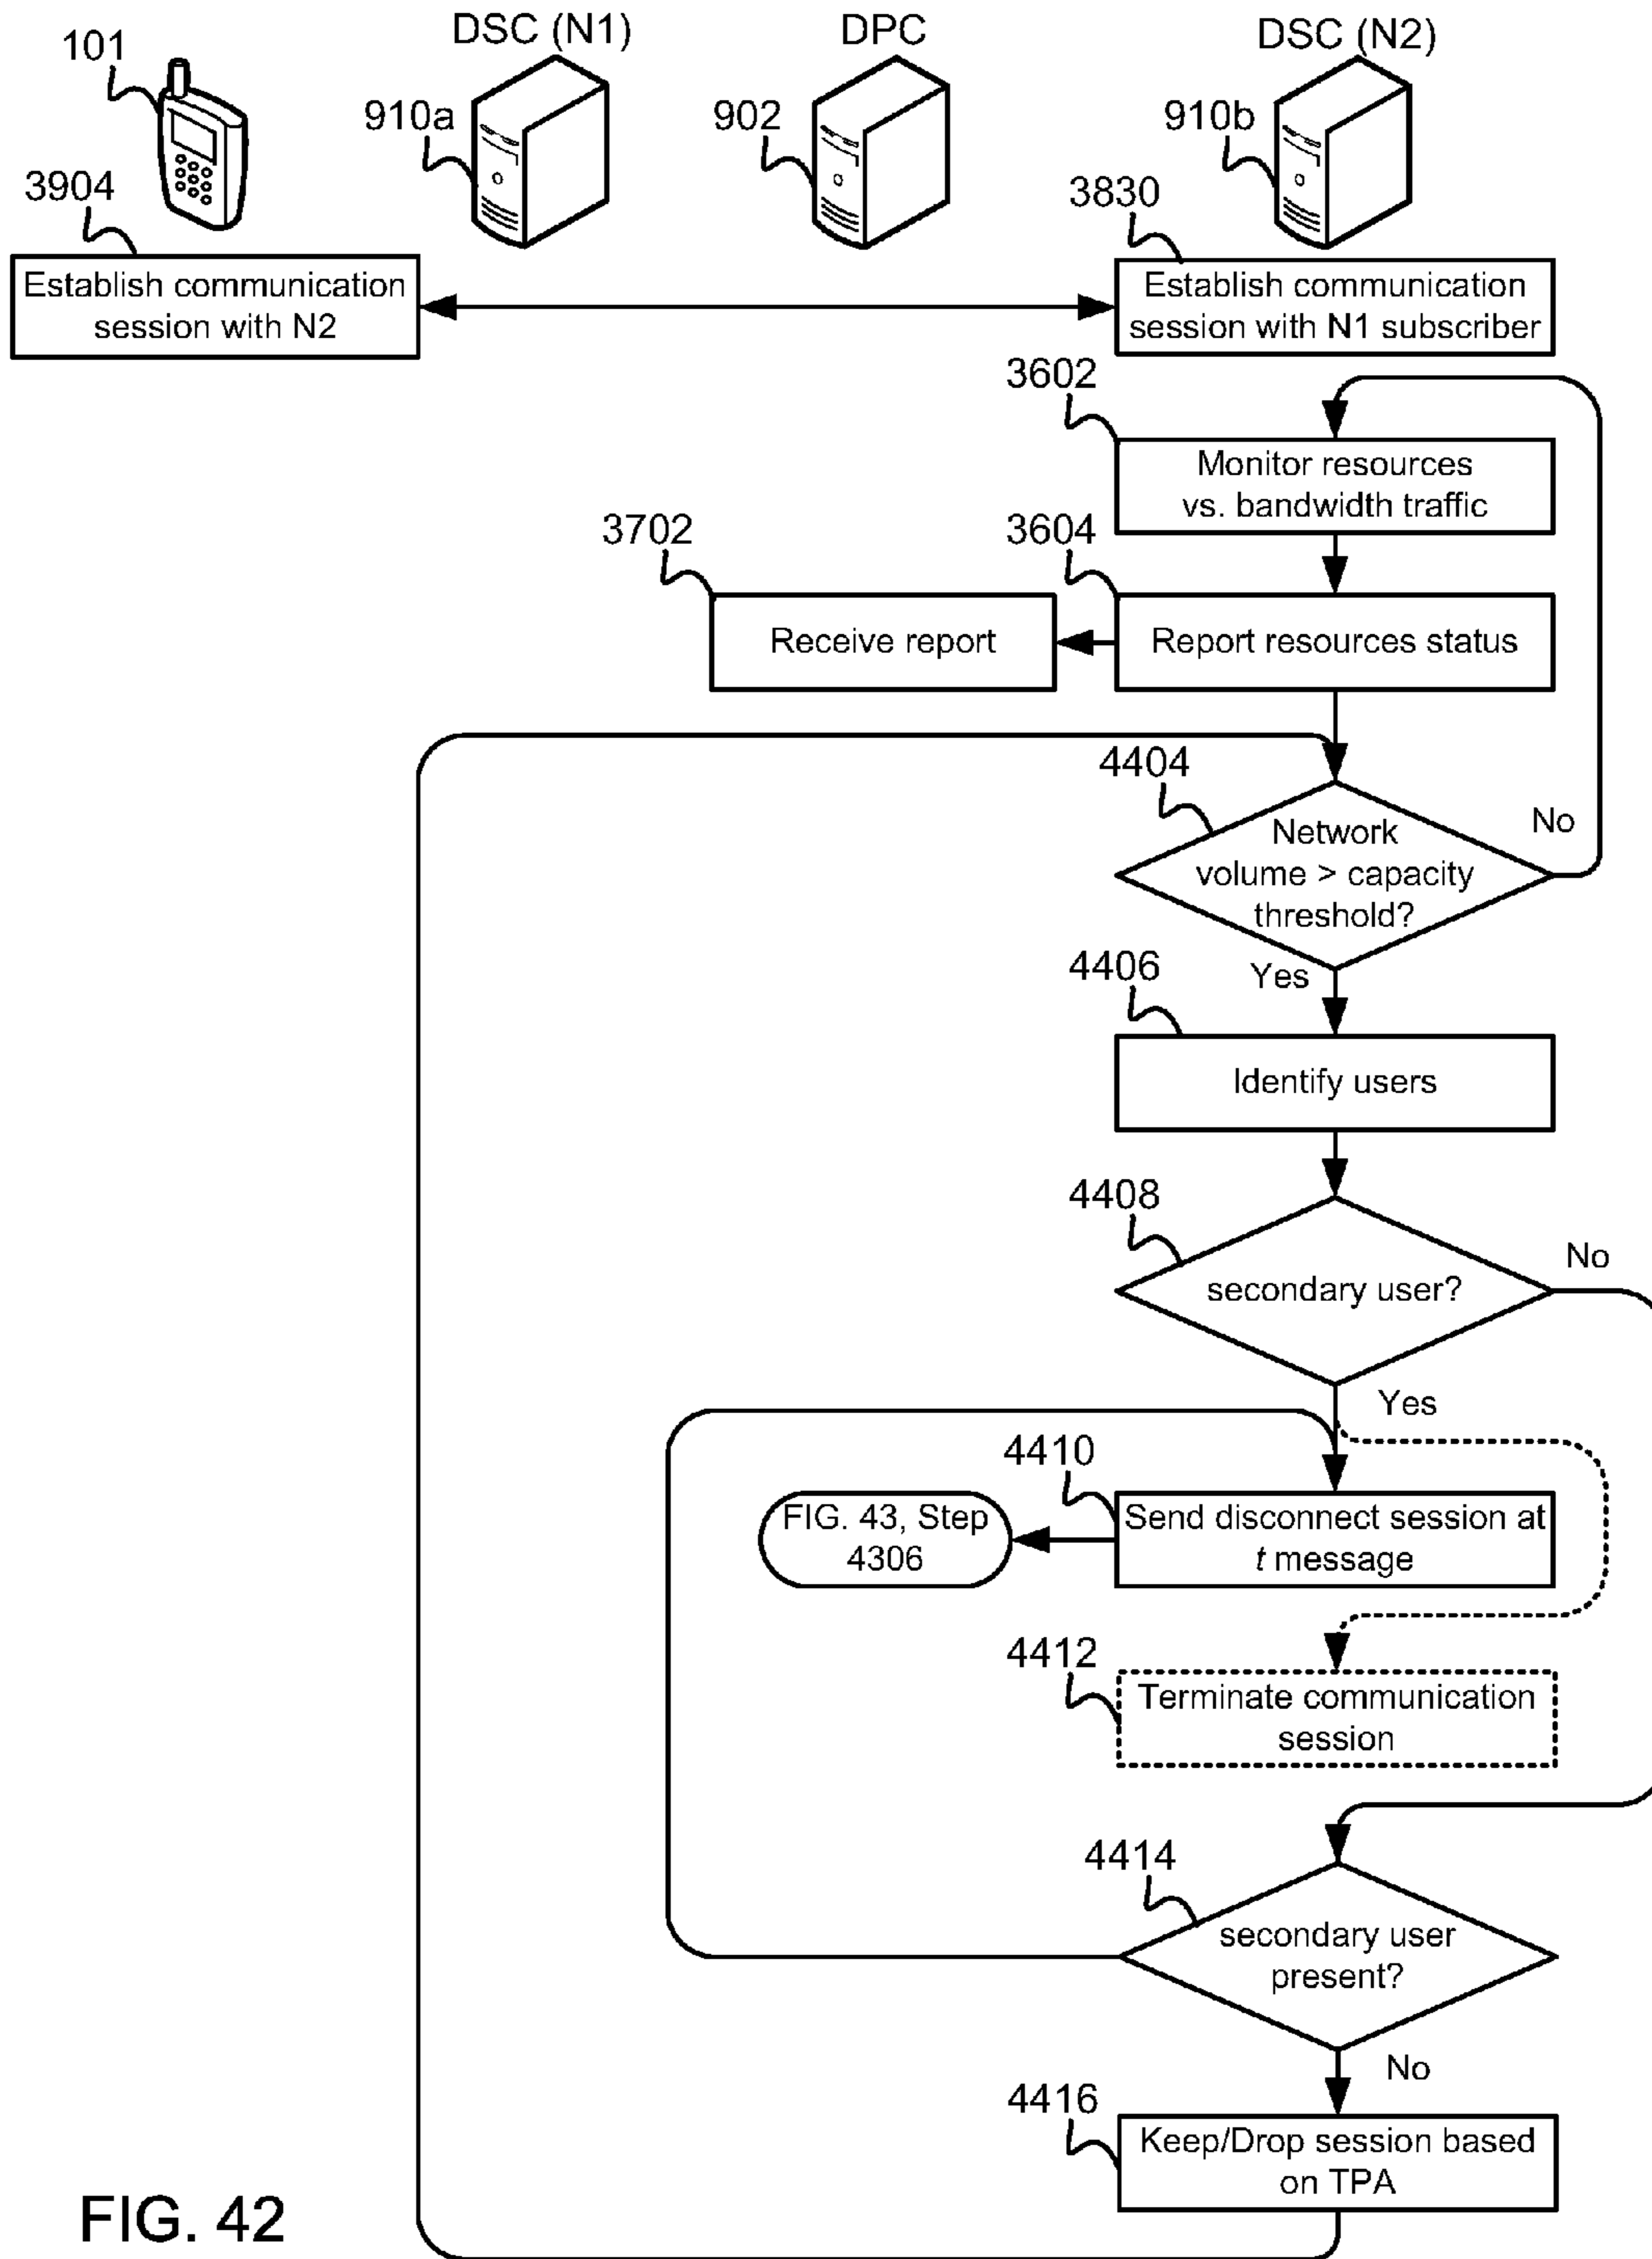 DSC (N1)
DPC
DSC (N2)
101
910a
902
910b
3904
3830
Establish communication
session with N2
Establish communication
session with N1 subscriber
3602
Monitor resources
vs. bandwidth traffic
3702
3604
Receive report
Report resources status
4404
Network
volume > capacity
threshold?
No
Yes
4406
Identify users
4408
secondary user?
No
Yes
4410
FIG. 43, Step
4306
Send disconnect session at
t message
4412
Terminate communication
session
4414
secondary user
present?
No
4416
Keep/Drop session based
on TPA
FIG. 42